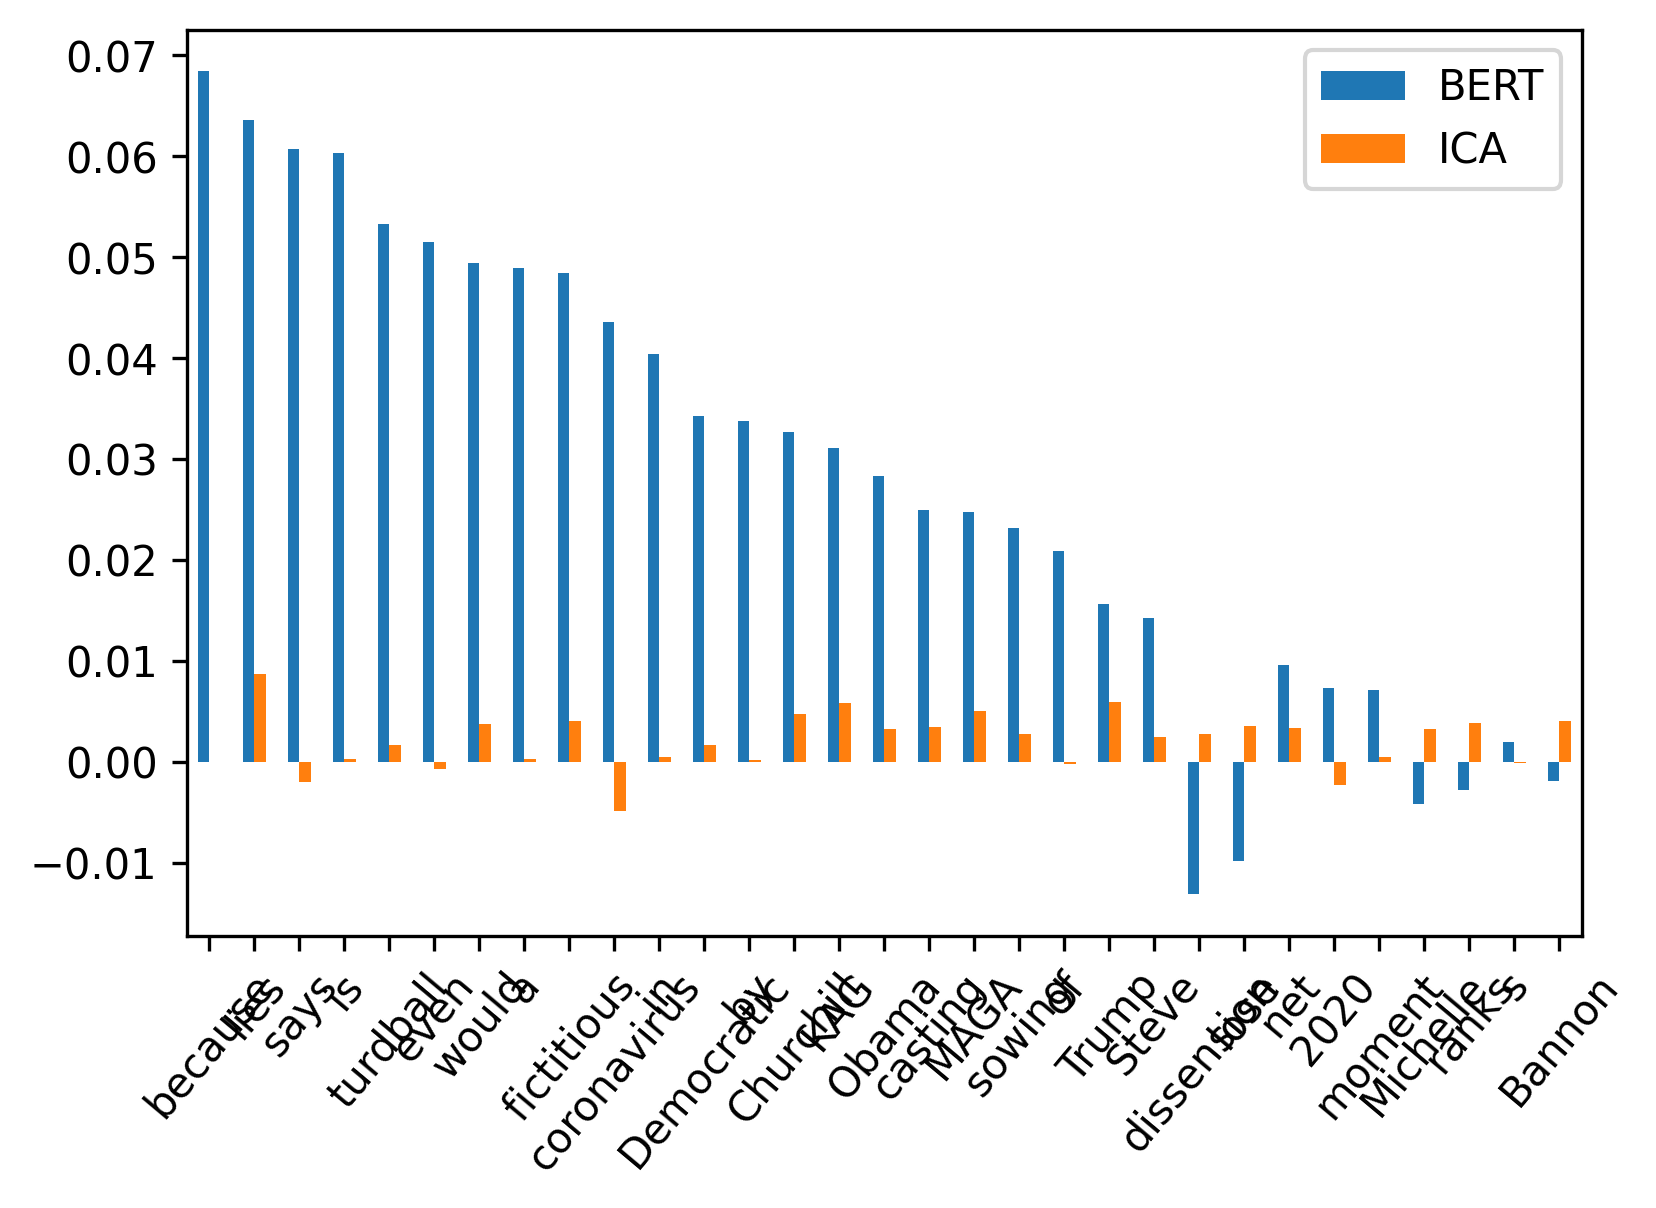 0.07
0.06
0.05
0.04
0.03
0.02
0.01
0.00
−0.01
BERT
ICA
because
lies
says
is
turdball
even
would
a
fictitious
coronavirus
in
Democratic
by
Churchill
KAG
Obama
casting
MAGA
sowing
of
Trump
Steve
dissension
net
2020
moment
Michelle
ranks
s
Bannon